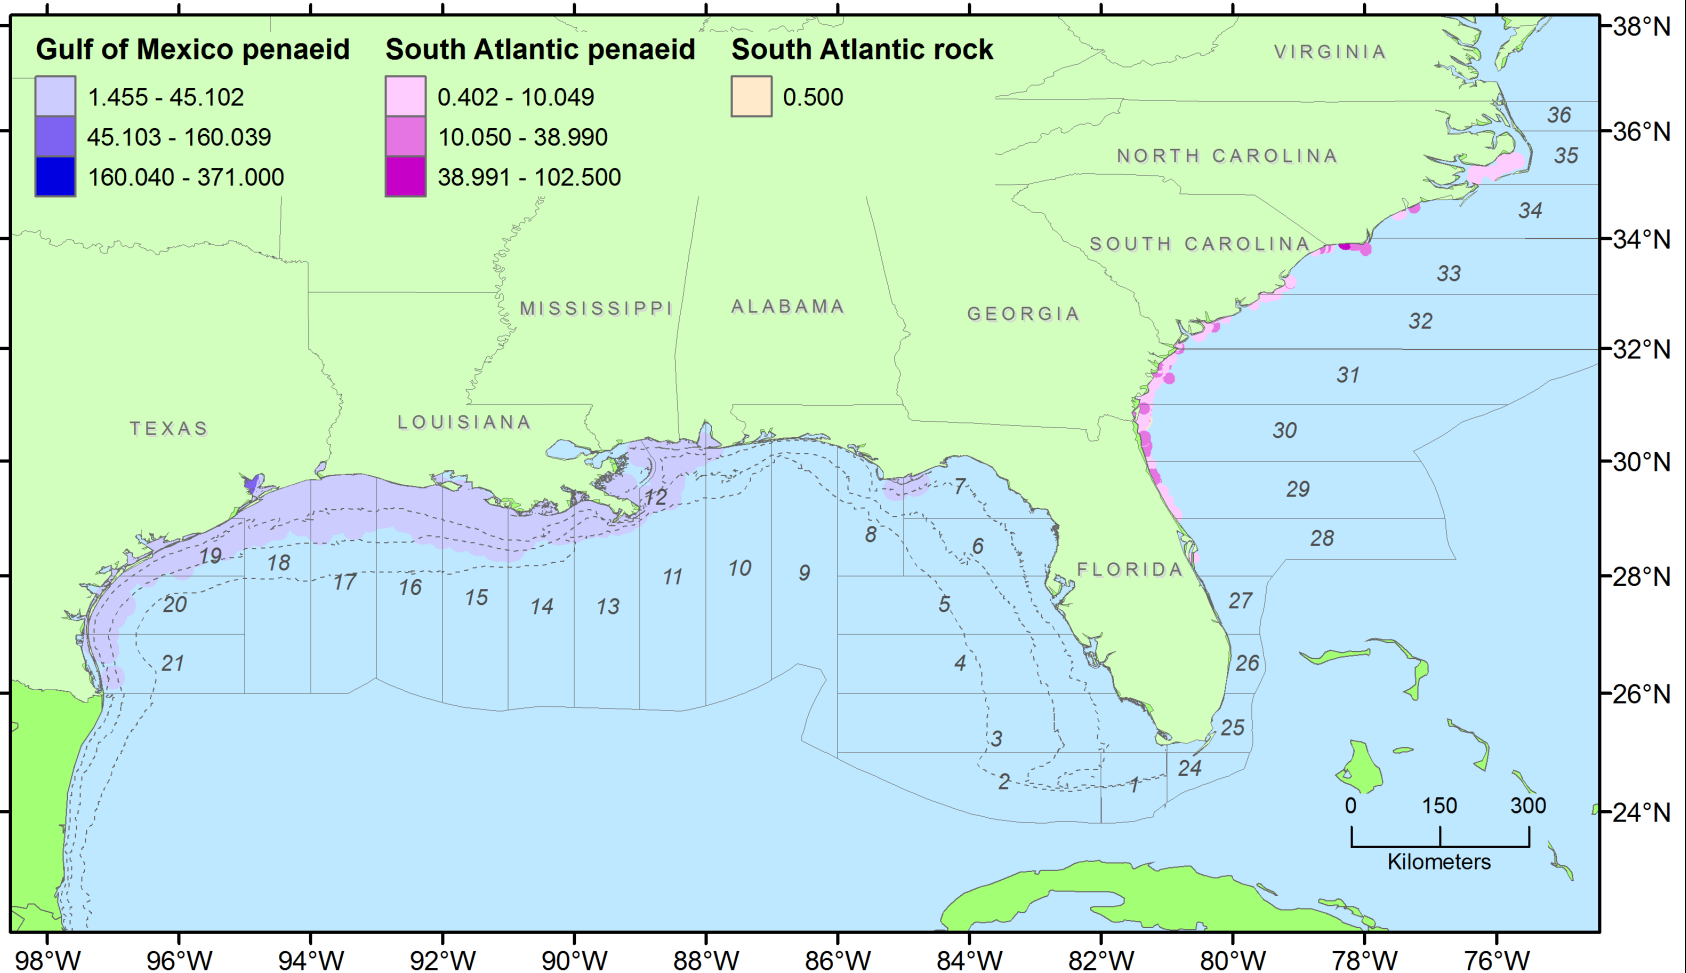 Gulf of Mexico penaeid
1.455 - 45.102
45.103 - 160.039
160.040 - 371.000
South Atlantic penaeid
0.402 - 10.049
10.050 - 38.990
38.991 - 102.500
South Atlantic rock
0.500
VIRGINIA
NORTH CAROLINA
SOUTH CAROLINA
MISSISSIPPI
ALABAMA
GEORGIA
TEXAS
LOUISIANA
FLORIDA
36
35
34
33
32
31
30
29
28
27
26
25
24
1
2
3
4
5
6
7
8
9
10
11
12
13
14
15
16
17
18
19
20
21
38°N
36°N
34°N
32°N
30°N
28°N
26°N
24°N
0 150 300
Kilometers
98°W 96°W 94°W 92°W 90°W 88°W 86°W 84°W 82°W 80°W 78°W 76°W